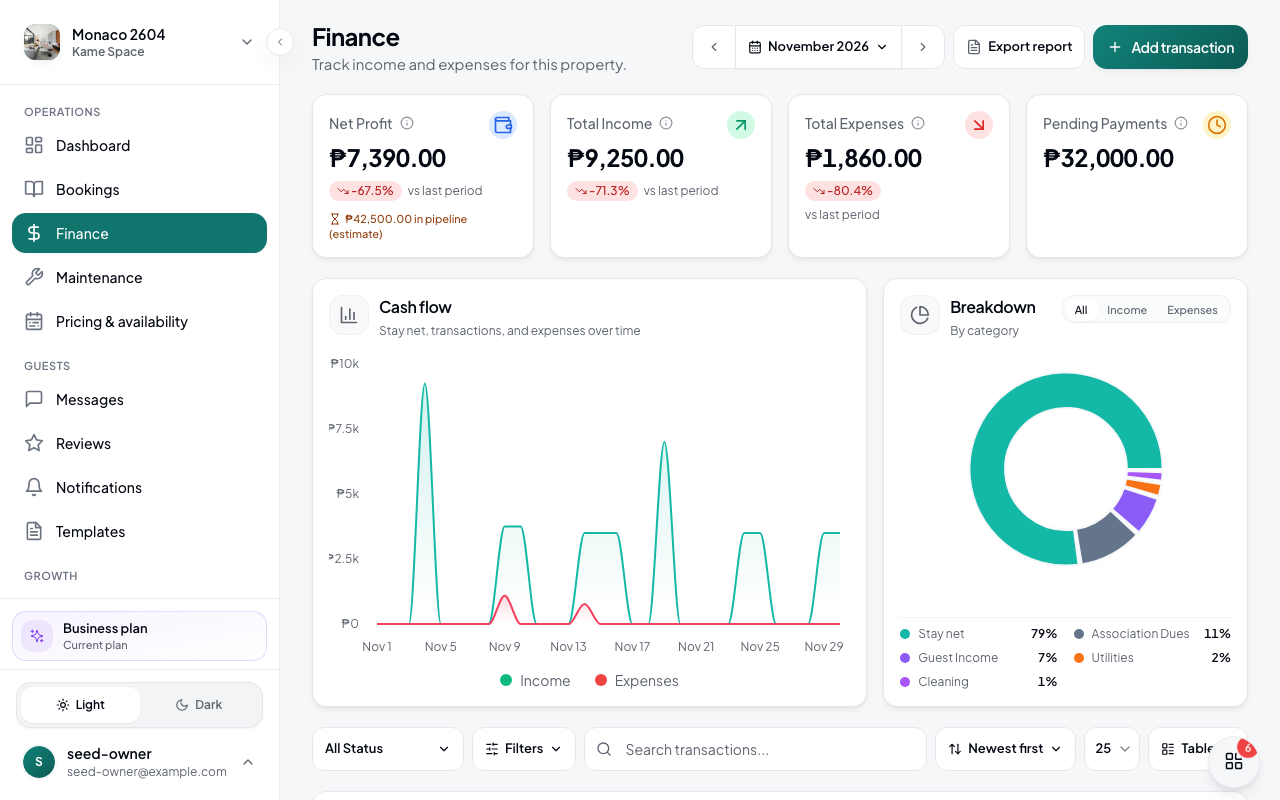 Monaco 2604
Kame Space
OPERATIONS
Dashboard
Bookings
Finance
Maintenance
Pricing & availability
GUESTS
Messages
Reviews
Notifications
Templates
GROWTH
Business plan
Current plan
Light
Dark
S
seed-owner
seed-owner@example.com
Finance
Track income and expenses for this property.
November 2026
Export report
Add transaction
Net Profit
₱7,390.00
-67.5% vs last period
₱42,500.00 in pipeline
(estimate)
Total Income
₱9,250.00
-71.3% vs last period
Total Expenses
₱1,860.00
-80.4%
vs last period
Pending Payments
₱32,000.00
Cash flow
Stay net, transactions, and expenses over time
₱10k
₱7.5k
₱5k
₱2.5k
₱0
Nov 1 Nov 5 Nov 9 Nov 13 Nov 17 Nov 21 Nov 25 Nov 29
Income Expenses
Breakdown
By category
All Income Expenses
Stay net 79% Association Dues 11%
Guest Income 7% Utilities 2%
Cleaning 1%
All Status
Filters
Search transactions...
Newest first
25
Table
6